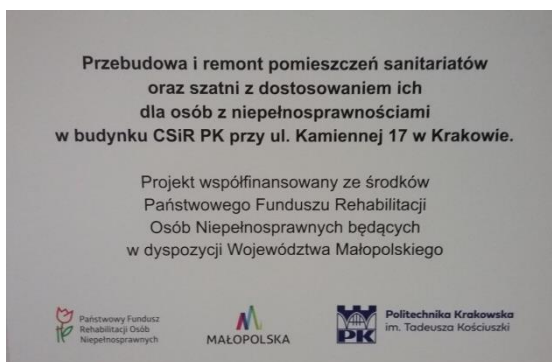 Przebudowa i remont pomieszczeń sanitariatów
oraz szatni z dostosowaniem ich
dla osób z niepełnosprawnościami
w budynku CSiR PK przy ul. Kamiennej 17 w Krakowie.
Projekt współfinansowany ze środków
Państwowego Funduszu Rehabilitacji
Osób Niepełnosprawnych będących
w dyspozycji Województwa Małopolskiego
Państwowy Fundusz
Rehabilitacji Osób
Niepełnosprawnych
MAŁOPOLSKA
PK
Politechnika Krakowska
im. Tadeusza Kościuszki